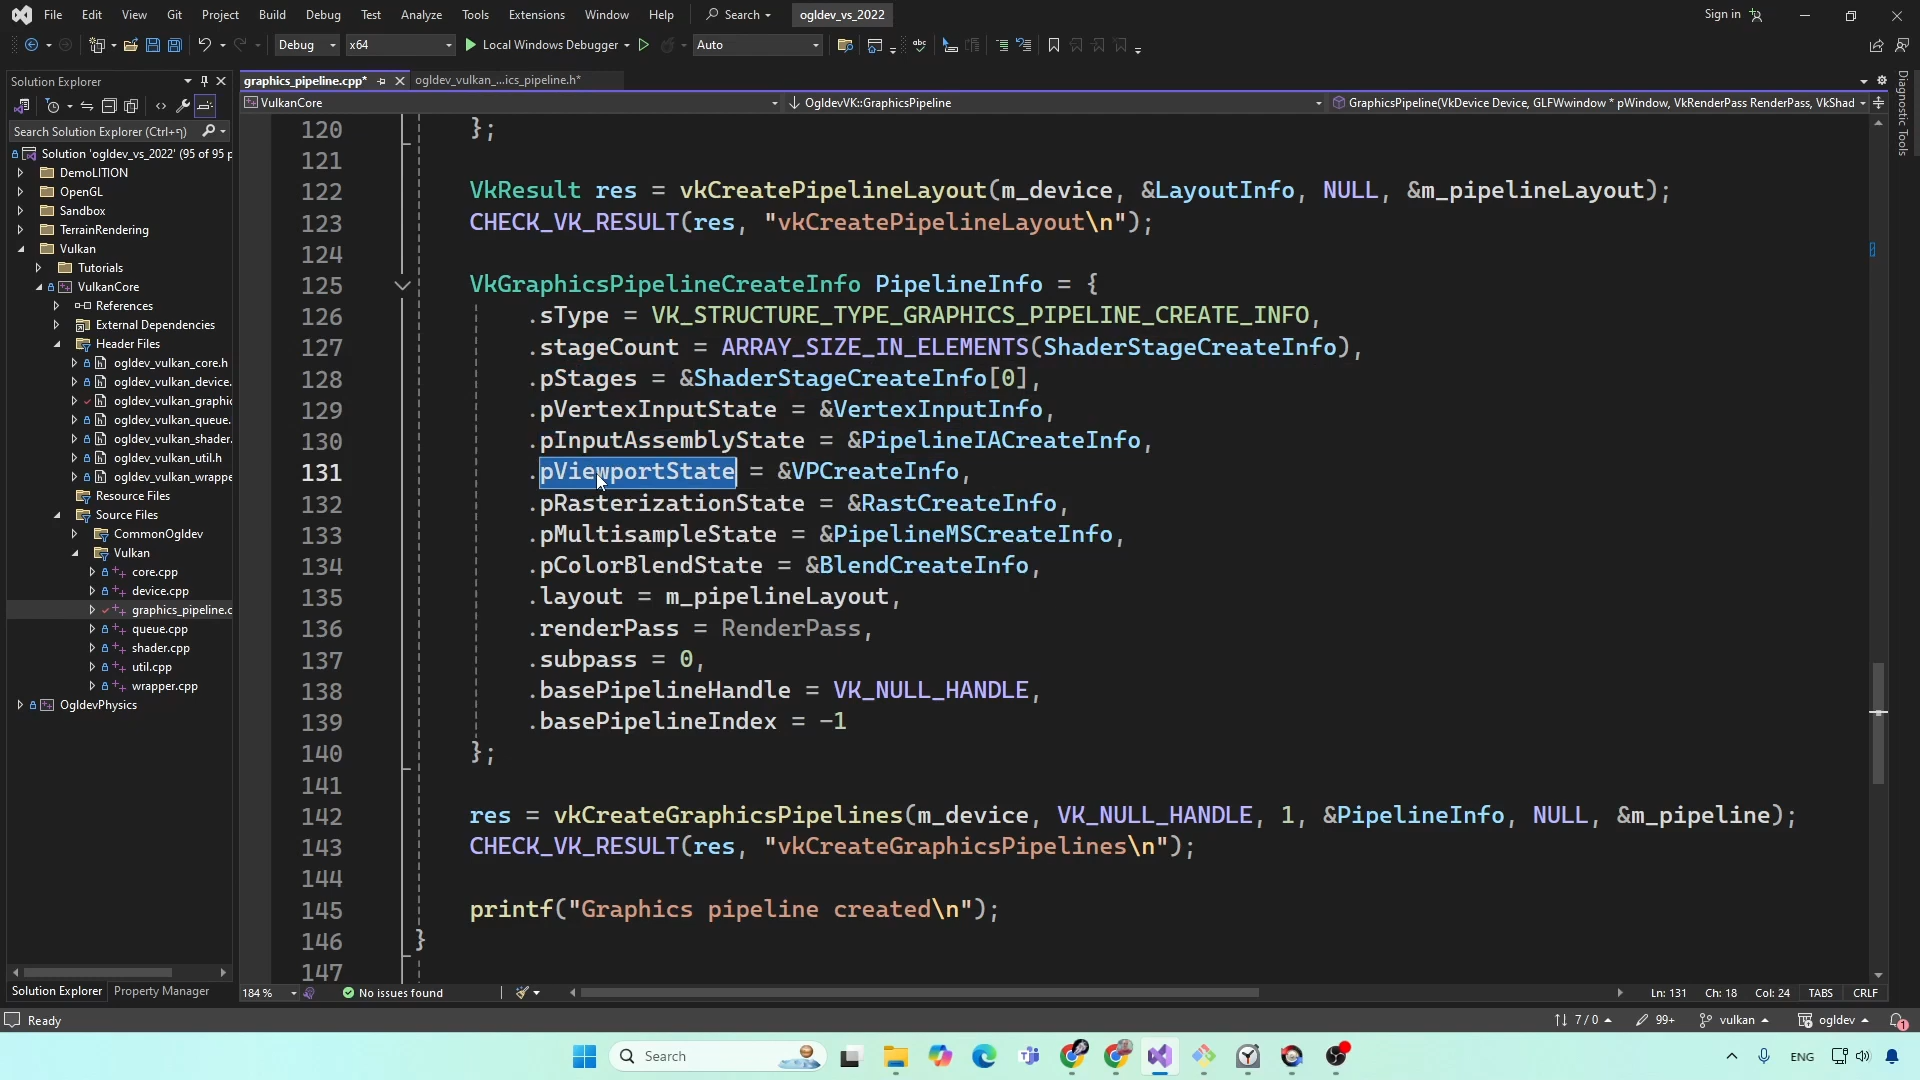 File Edit View Git Project Build Debug Test Analyze Tools Extensions Window Help Search ogldev_vs_2022 Sign in
Debug x64 Local Windows Debugger Auto
Solution Explorer
graphics_pipeline.cpp* ogldev_vulkan_...ics_pipeline.h*
VulkanCore OgldevVK::GraphicsPipeline GraphicsPipeline(VkDevice Device, GLFWwindow * pWindow, VkRenderPass RenderPass, VkShad
Search Solution Explorer (Ctrl+ף)
Solution 'ogldev_vs_2022' (95 of 95 p
DemoLITION
OpenGL
Sandbox
TerrainRendering
Vulkan
Tutorials
VulkanCore
References
External Dependencies
Header Files
ogldev_vulkan_core.h
ogldev_vulkan_device.
ogldev_vulkan_graphic
ogldev_vulkan_queue.
ogldev_vulkan_shader.
ogldev_vulkan_util.h
ogldev_vulkan_wrappe
Resource Files
Source Files
CommonOgldev
Vulkan
core.cpp
device.cpp
graphics_pipeline.c
queue.cpp
shader.cpp
util.cpp
wrapper.cpp
OgldevPhysics
Solution Explorer Property Manager
120 };
121
122 VkResult res = vkCreatePipelineLayout(m_device, &LayoutInfo, NULL, &m_pipelineLayout);
123 CHECK_VK_RESULT(res, "vkCreatePipelineLayout\n");
124
125 VkGraphicsPipelineCreateInfo PipelineInfo = {
126 .sType = VK_STRUCTURE_TYPE_GRAPHICS_PIPELINE_CREATE_INFO,
127 .stageCount = ARRAY_SIZE_IN_ELEMENTS(ShaderStageCreateInfo),
128 .pStages = &ShaderStageCreateInfo[0],
129 .pVertexInputState = &VertexInputInfo,
130 .pInputAssemblyState = &PipelineIACreateInfo,
131 .pViewportState = &VPCreateInfo,
132 .pRasterizationState = &RastCreateInfo,
133 .pMultisampleState = &PipelineMSCreateInfo,
134 .pColorBlendState = &BlendCreateInfo,
135 .layout = m_pipelineLayout,
136 .renderPass = RenderPass,
137 .subpass = 0,
138 .basePipelineHandle = VK_NULL_HANDLE,
139 .basePipelineIndex = -1
140 };
141
142 res = vkCreateGraphicsPipelines(m_device, VK_NULL_HANDLE, 1, &PipelineInfo, NULL, &m_pipeline);
143 CHECK_VK_RESULT(res, "vkCreateGraphicsPipelines\n");
144
145 printf("Graphics pipeline created\n");
146 }
147
Diagnostic Tools
184 % No issues found Ln: 131 Ch: 18 Col: 24 TABS CRLF
Ready 7 / 0 99+ vulkan ogldev 1
Search ENG